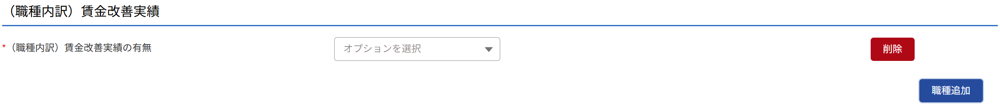 （職種内訳）賃金改善実績
*（職種内訳）賃金改善実績の有無
オプションを選択
削除
職種追加